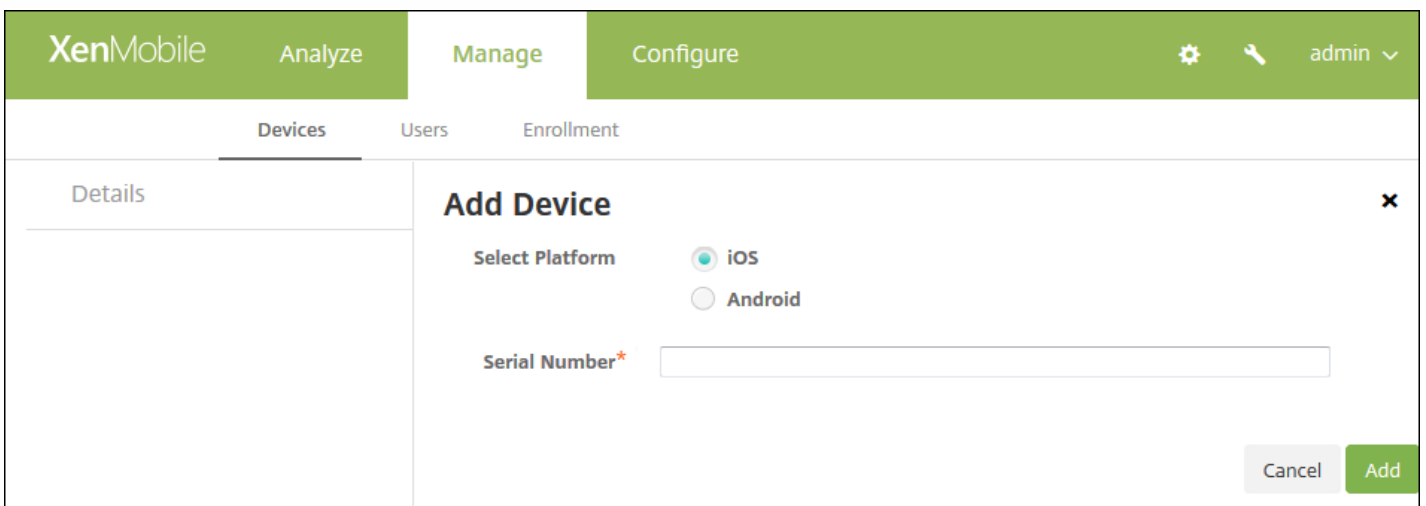 XenMobile Analyze Manage Configure admin
Devices Users Enrollment
Details
Add Device
Select Platform iOS
Android
Serial Number*
Cancel Add